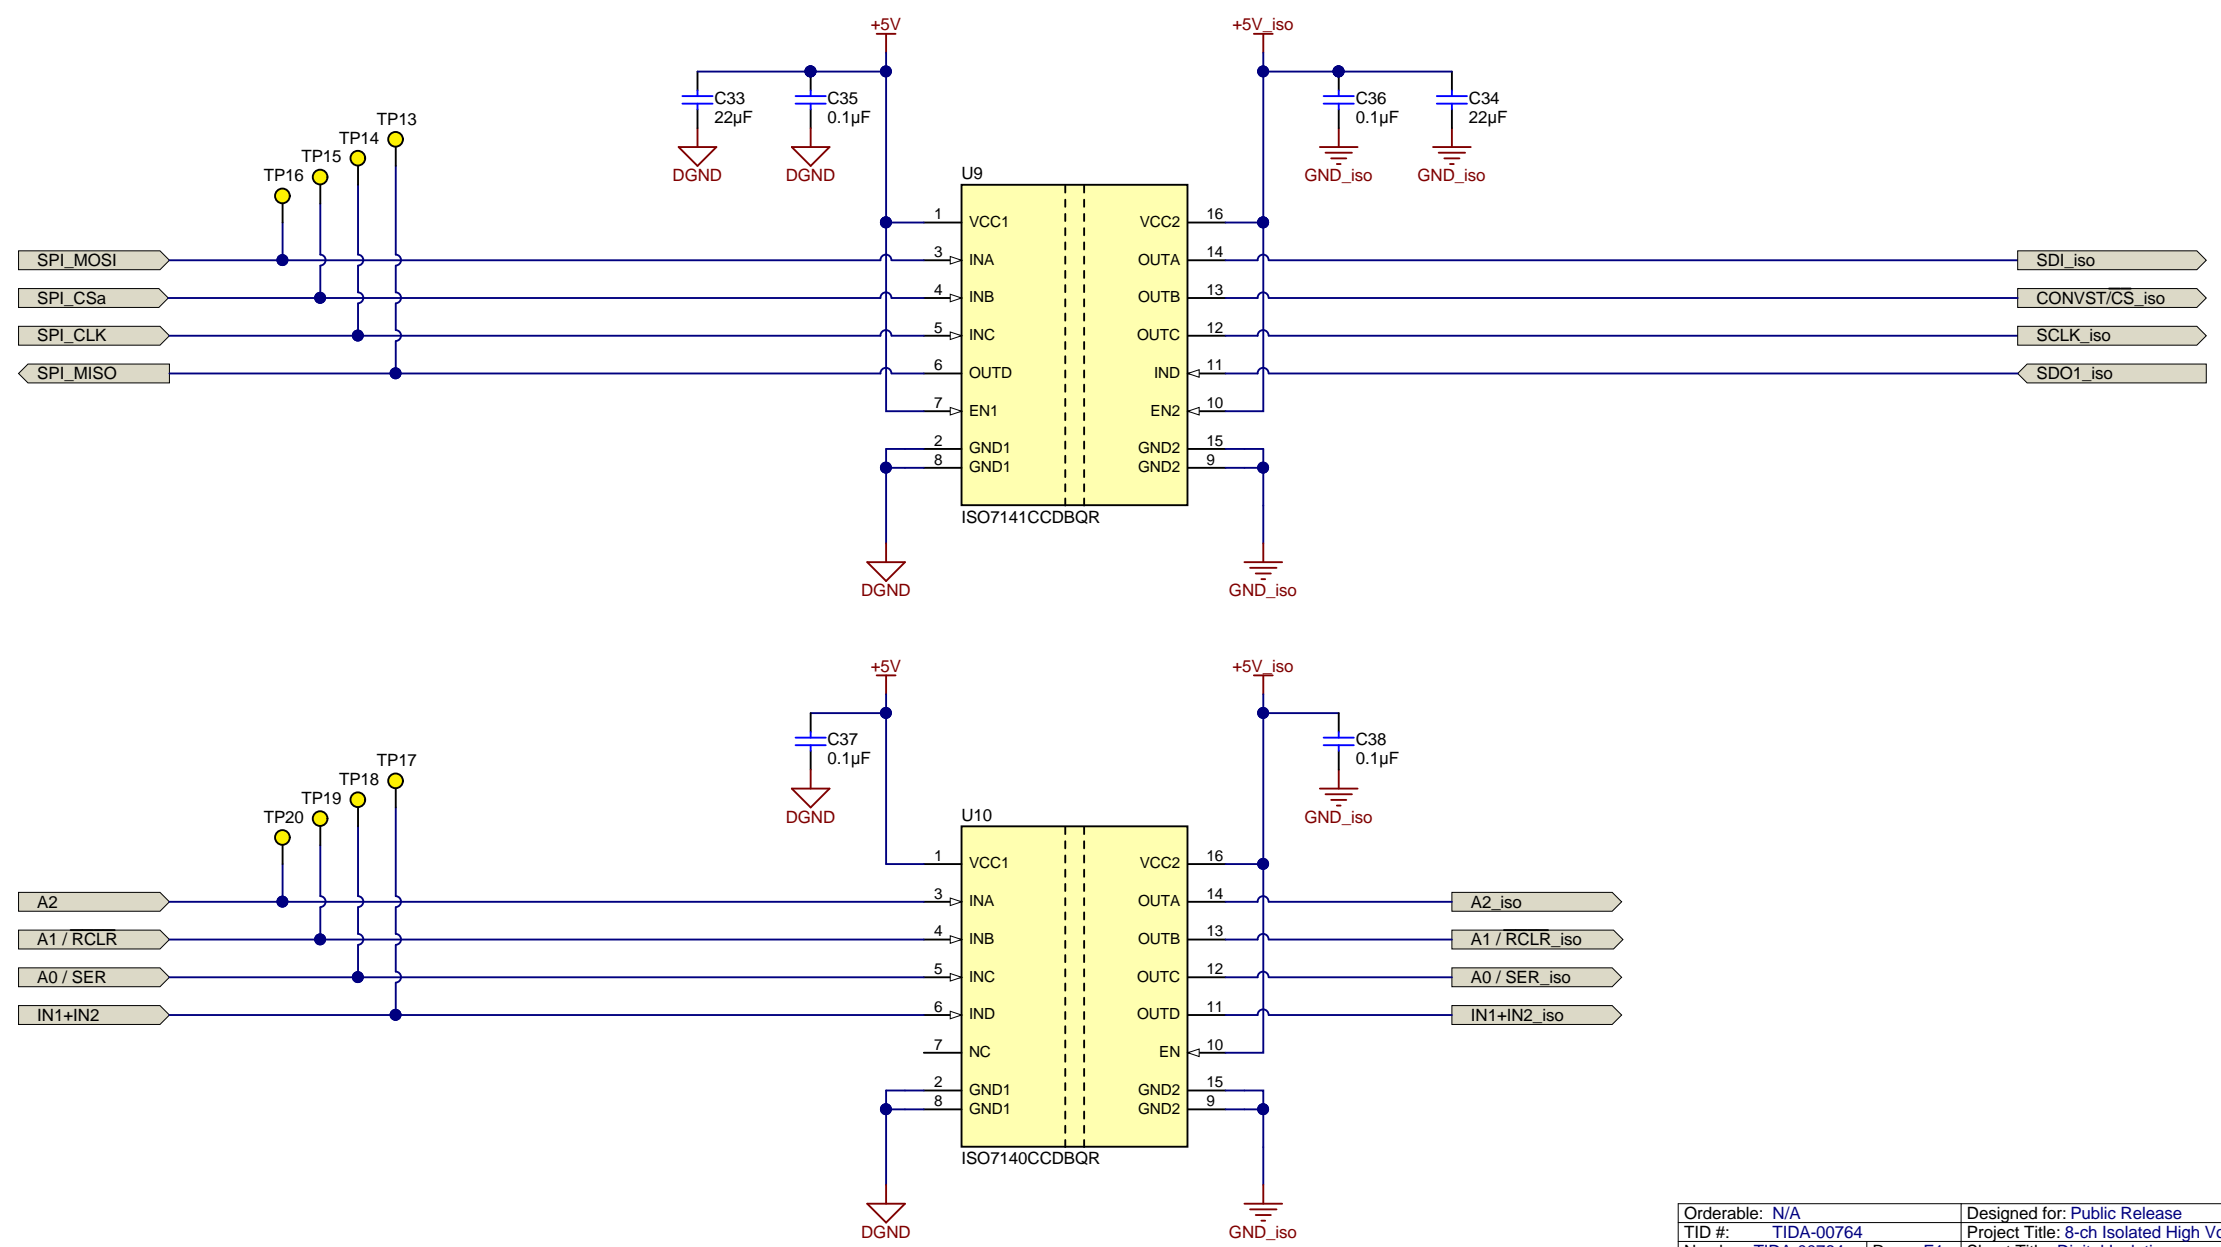 +5V
+5V_iso
C33
22µF
C35
0.1µF
C36
0.1µF
C34
22µF
DGND
DGND
GND_iso
GND_iso
TP13
TP14
TP15
TP16
U9
SPI_MOSI
SPI_CSa
SPI_CLK
SPI_MISO
1 VCC1
3 INA
4 INB
5 INC
6 OUTD
7 EN1
2 GND1
8 GND1
VCC2 16
OUTA 14
OUTB 13
OUTC 12
IND 11
EN2 10
GND2 15
GND2 9
SDI_iso
CONVST/CS_iso
SCLK_iso
SDO1_iso
ISO7141CCDBQR
DGND
GND_iso
+5V
+5V_iso
C37
0.1µF
C38
0.1µF
DGND
GND_iso
TP17
TP18
TP19
TP20
U10
A2
A1 / RCLR
A0 / SER
IN1+IN2
1 VCC1
3 INA
4 INB
5 INC
6 IND
7 NC
2 GND1
8 GND1
VCC2 16
OUTA 14
OUTB 13
OUTC 12
OUTD 11
EN 10
GND2 15
GND2 9
A2_iso
A1 / RCLR_iso
A0 / SER_iso
IN1+IN2_iso
ISO7140CCDBQR
DGND
GND_iso
Orderable: N/A
Designed for: Public Release
TID #: TIDA-00764
Project Title: 8-ch Isolated High